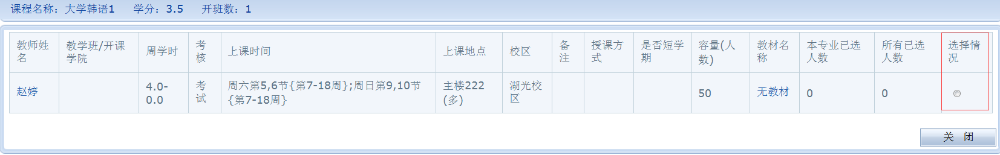 课程名称：大学韩语1 学分：3.5 开班数：1
教师姓名
教学班/开课学院
周学时
考核
上课时间
上课地点
校区
备注
授课方式
是否短学期
容量(人数)
教材名称
本专业已选人数
所有已选人数
选择情况
赵婷
4.0-0.0
考试
周六第5,6节{第7-18周};周日第9,10节
{第7-18周}
主楼222
(多)
湖光校区
50
无教材
0
0
关 闭